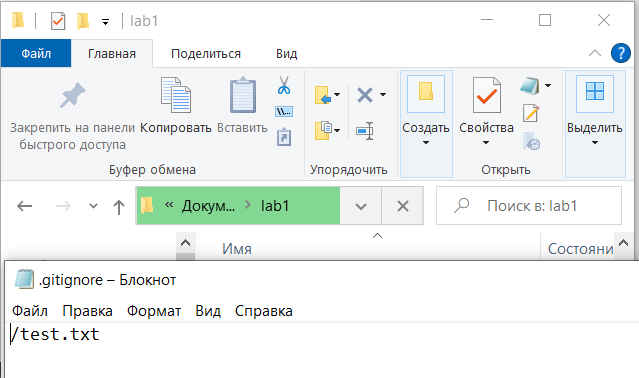 lab1
Файл Главная Поделиться Вид
Закрепить на панели быстрого доступа
Копировать
Вставить
Создать
Свойства
Выделить
Буфер обмена Упорядочить Открыть
« Докум... > lab1
Поиск в: lab1
Имя Состояни
.gitignore – Блокнот
Файл Правка Формат Вид Справка
/test.txt